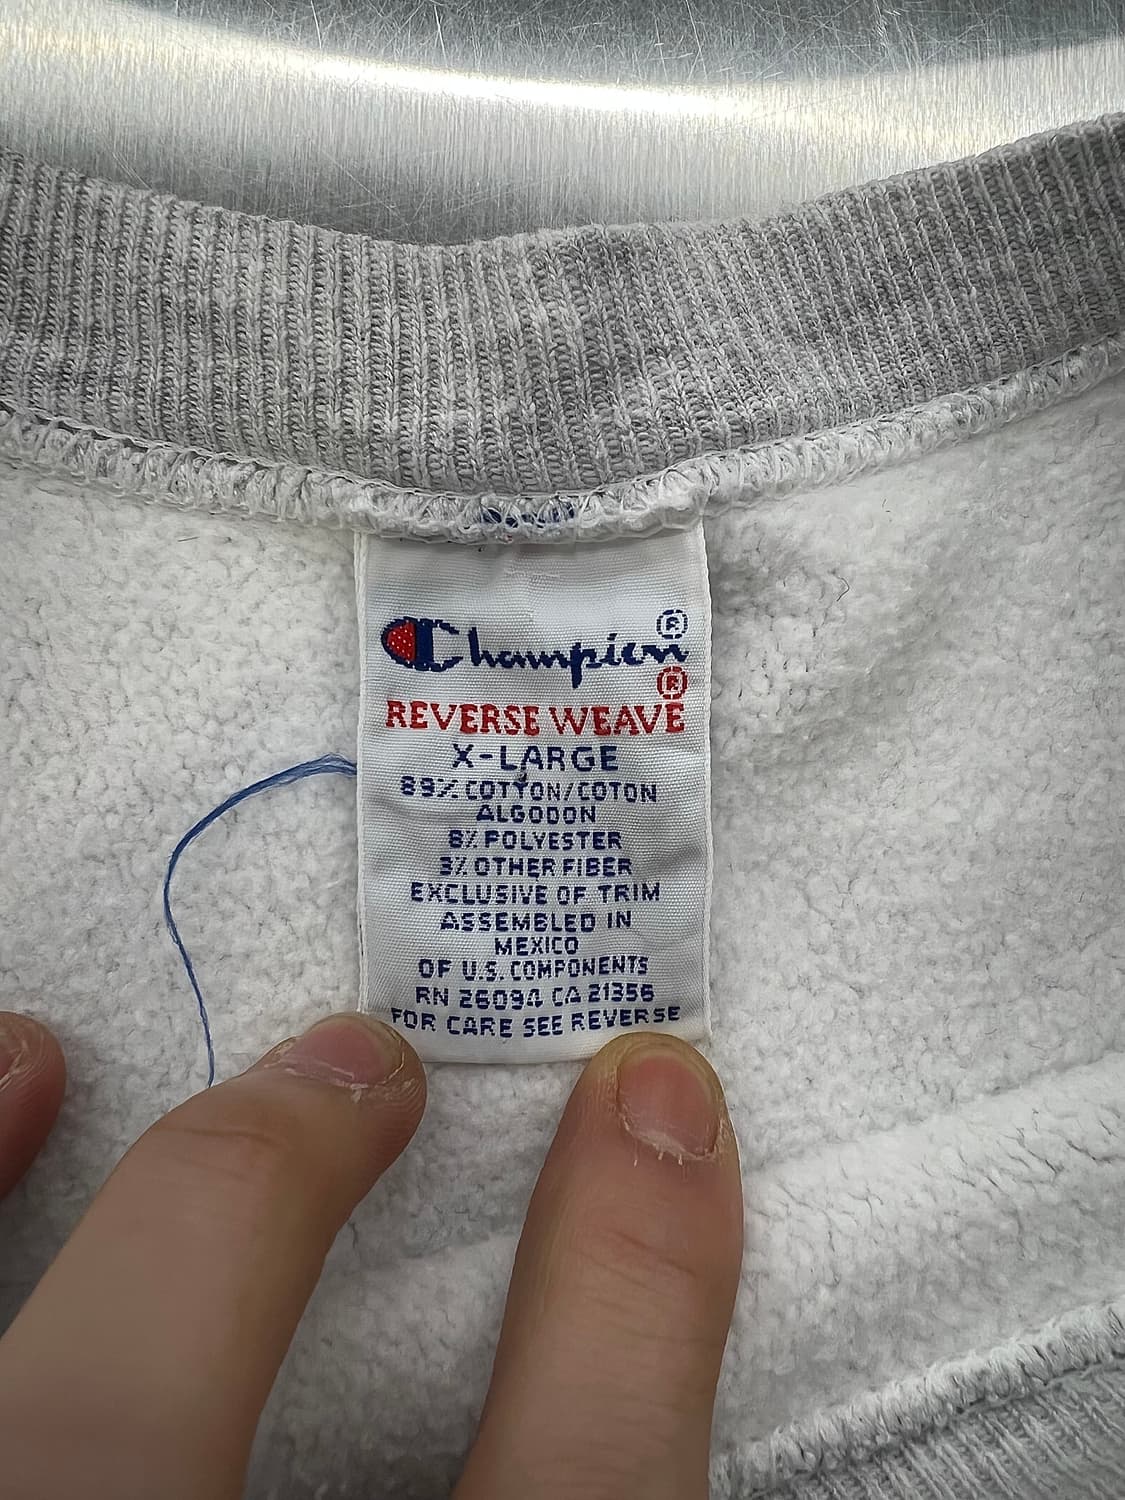 Champion®
®
REVERSE WEAVE
X-LARGE
89% COTTON/COTON
ALGODON
8% POLYESTER
3% OTHER FIBER
EXCLUSIVE OF TRIM
ASSEMBLED IN
MEXICO
OF U.S. COMPONENTS
RN 26094 CA 21356
FOR CARE SEE REVERSE